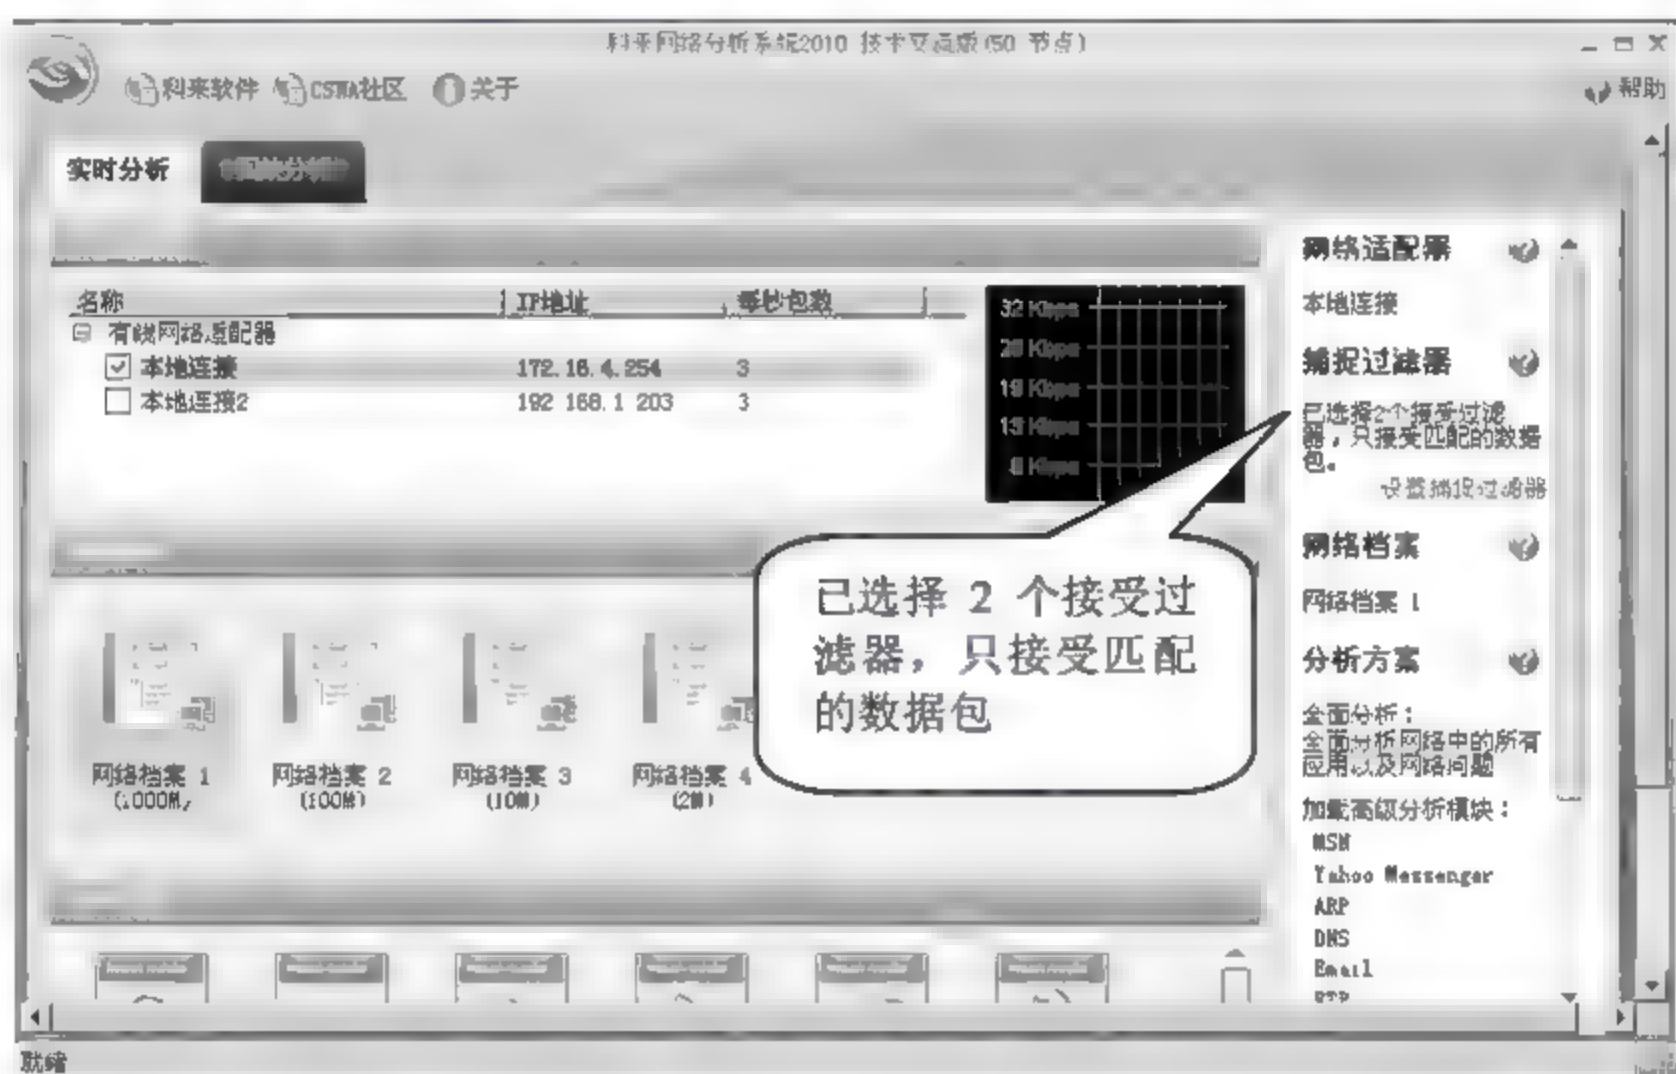 科来网络分析系统2010 技术交流版(50 节点)
科来软件 CSNA社区 关于
帮助
实时分析
名称 IP地址 每秒包数
有线网络适配器
本地连接 172.16.4.254 3
本地连接2 192.168.1.203 3
32 Kbps
19 Kbps
13 Kbps
6 Kbps
已选择 2 个接受过
滤器，只接受匹配
的数据包
网络档案 1
(1000M)
网络档案 2
(100M)
网络档案 3
(10M)
网络档案 4
(2M)
网络适配器
本地连接
捕捉过滤器
已选择2个接受过滤
器，只接受匹配的数据
包。
设置捕捉过滤器
网络档案
网络档案 1
分析方案
全面分析：
全面分析网络中的所有
应用以及网络问题
加载高级分析模块：
MSN
Yahoo Messenger
ARP
DNS
Email
就绪